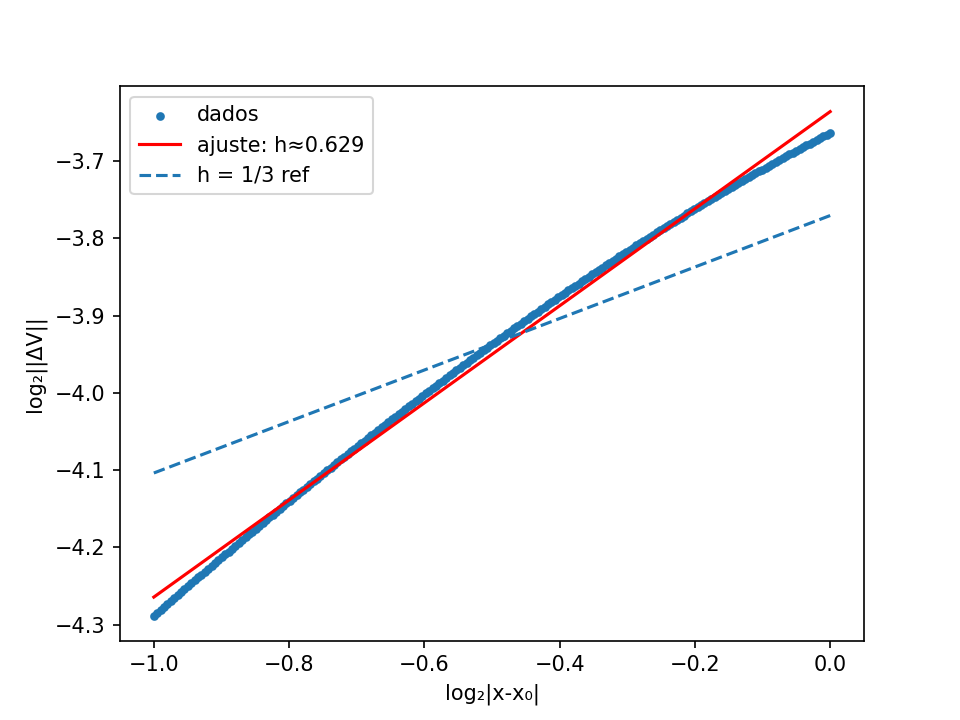 dados
ajuste: h≈0.629
h = 1/3 ref
−3.7
−3.8
−3.9
−4.0
−4.1
−4.2
−4.3
log₂||ΔV||
−1.0 −0.8 −0.6 −0.4 −0.2 0.0
log₂|x-x₀|